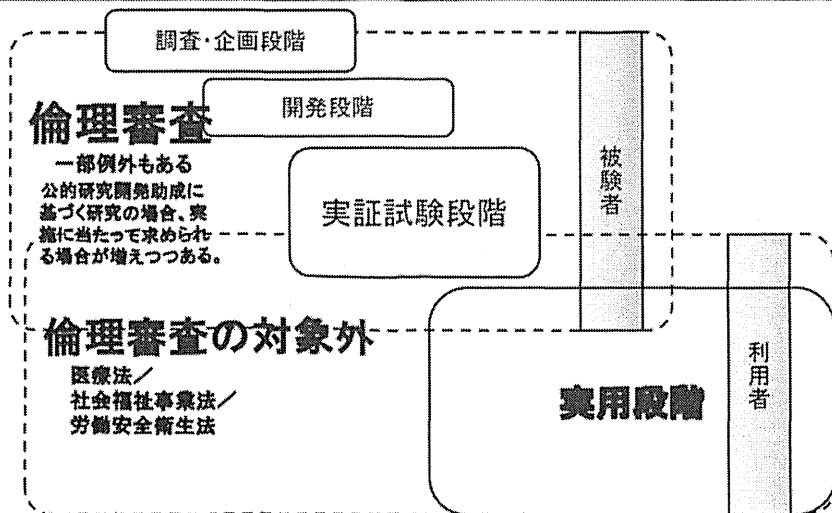 調査・企画段階
開発段階
倫理審査
一部例外もある
公的研究開発助成に
基づく研究の場合、実
施に当たって求められ
る場合が増えつつある。
実証試験段階
被験者
倫理審査の対象外
医療法／
社会福祉事業法／
労働安全衛生法
実用段階
利用者